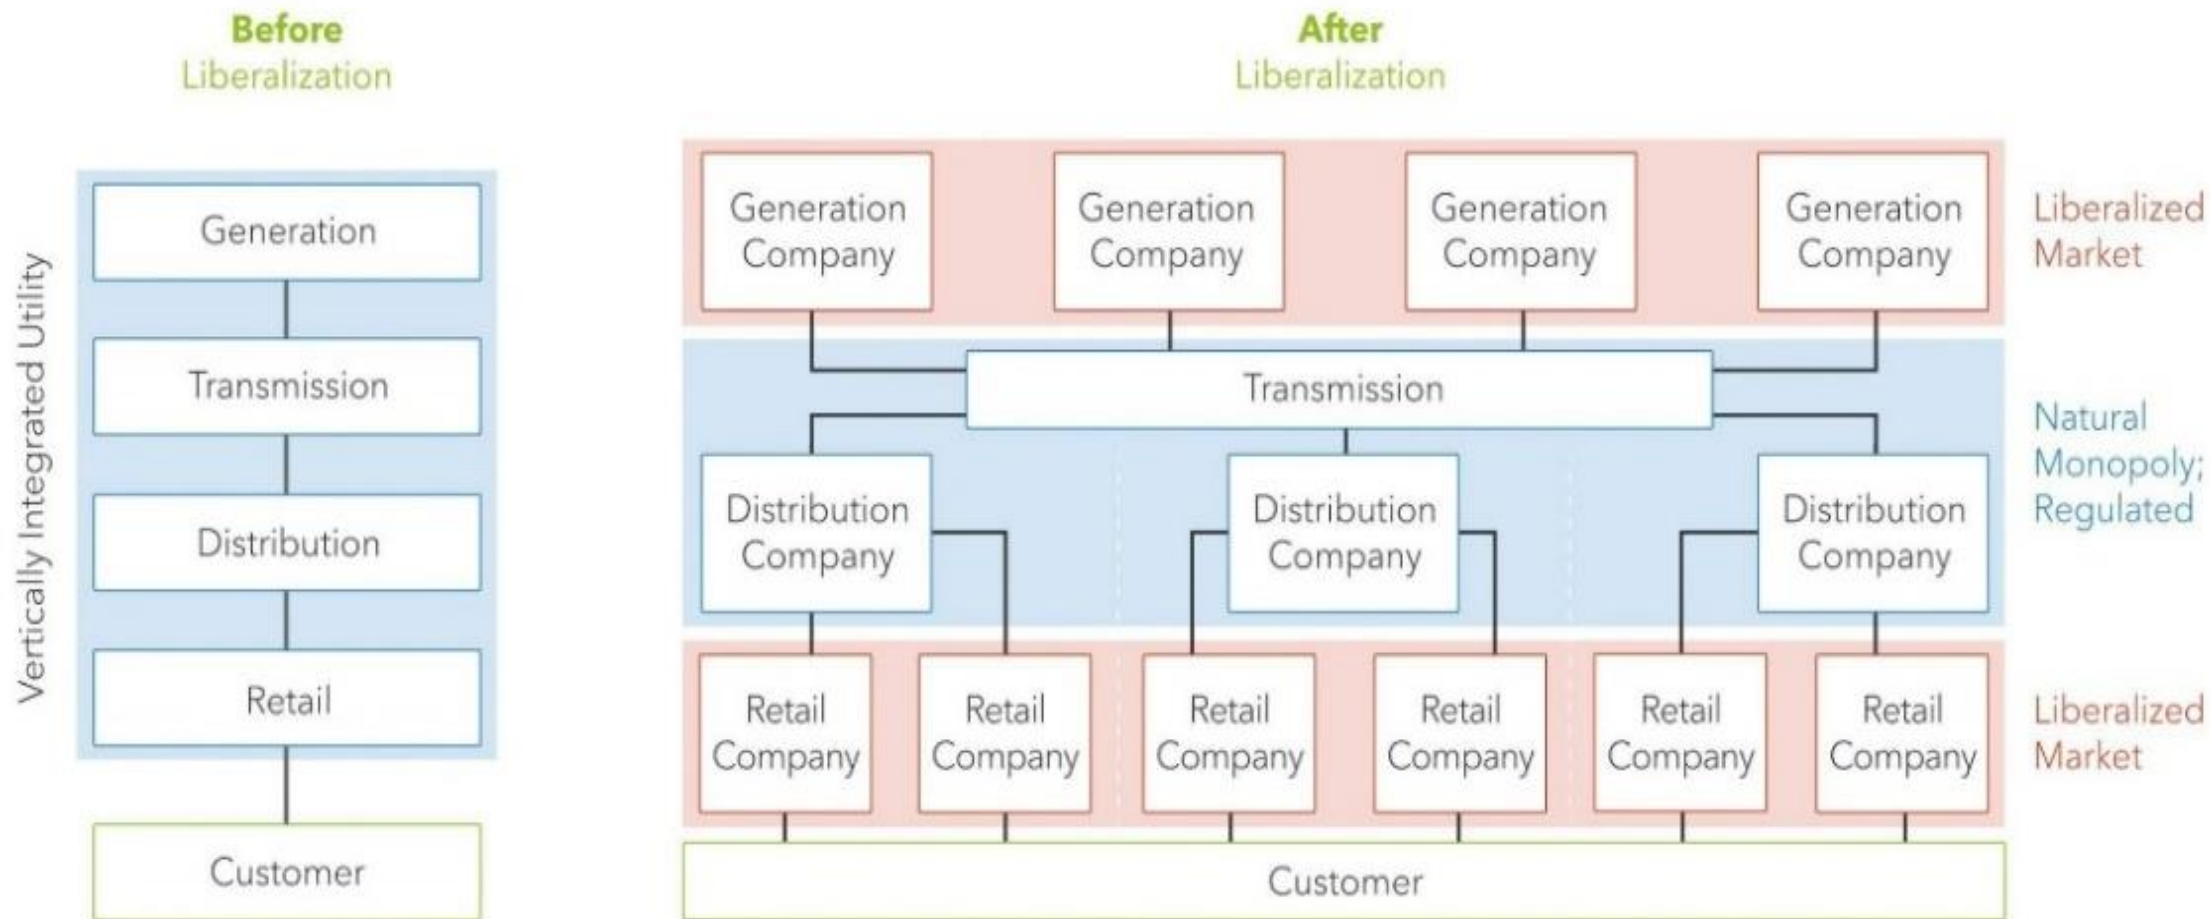 Before
Liberalization
Vertically Integrated Utility
Generation
Transmission
Distribution
Retail
Customer
After
Liberalization
Generation
Company
Generation
Company
Generation
Company
Generation
Company
Liberalized
Market
Transmission
Distribution
Company
Distribution
Company
Distribution
Company
Natural
Monopoly;
Regulated
Retail
Company
Retail
Company
Retail
Company
Retail
Company
Retail
Company
Retail
Company
Liberalized
Market
Customer